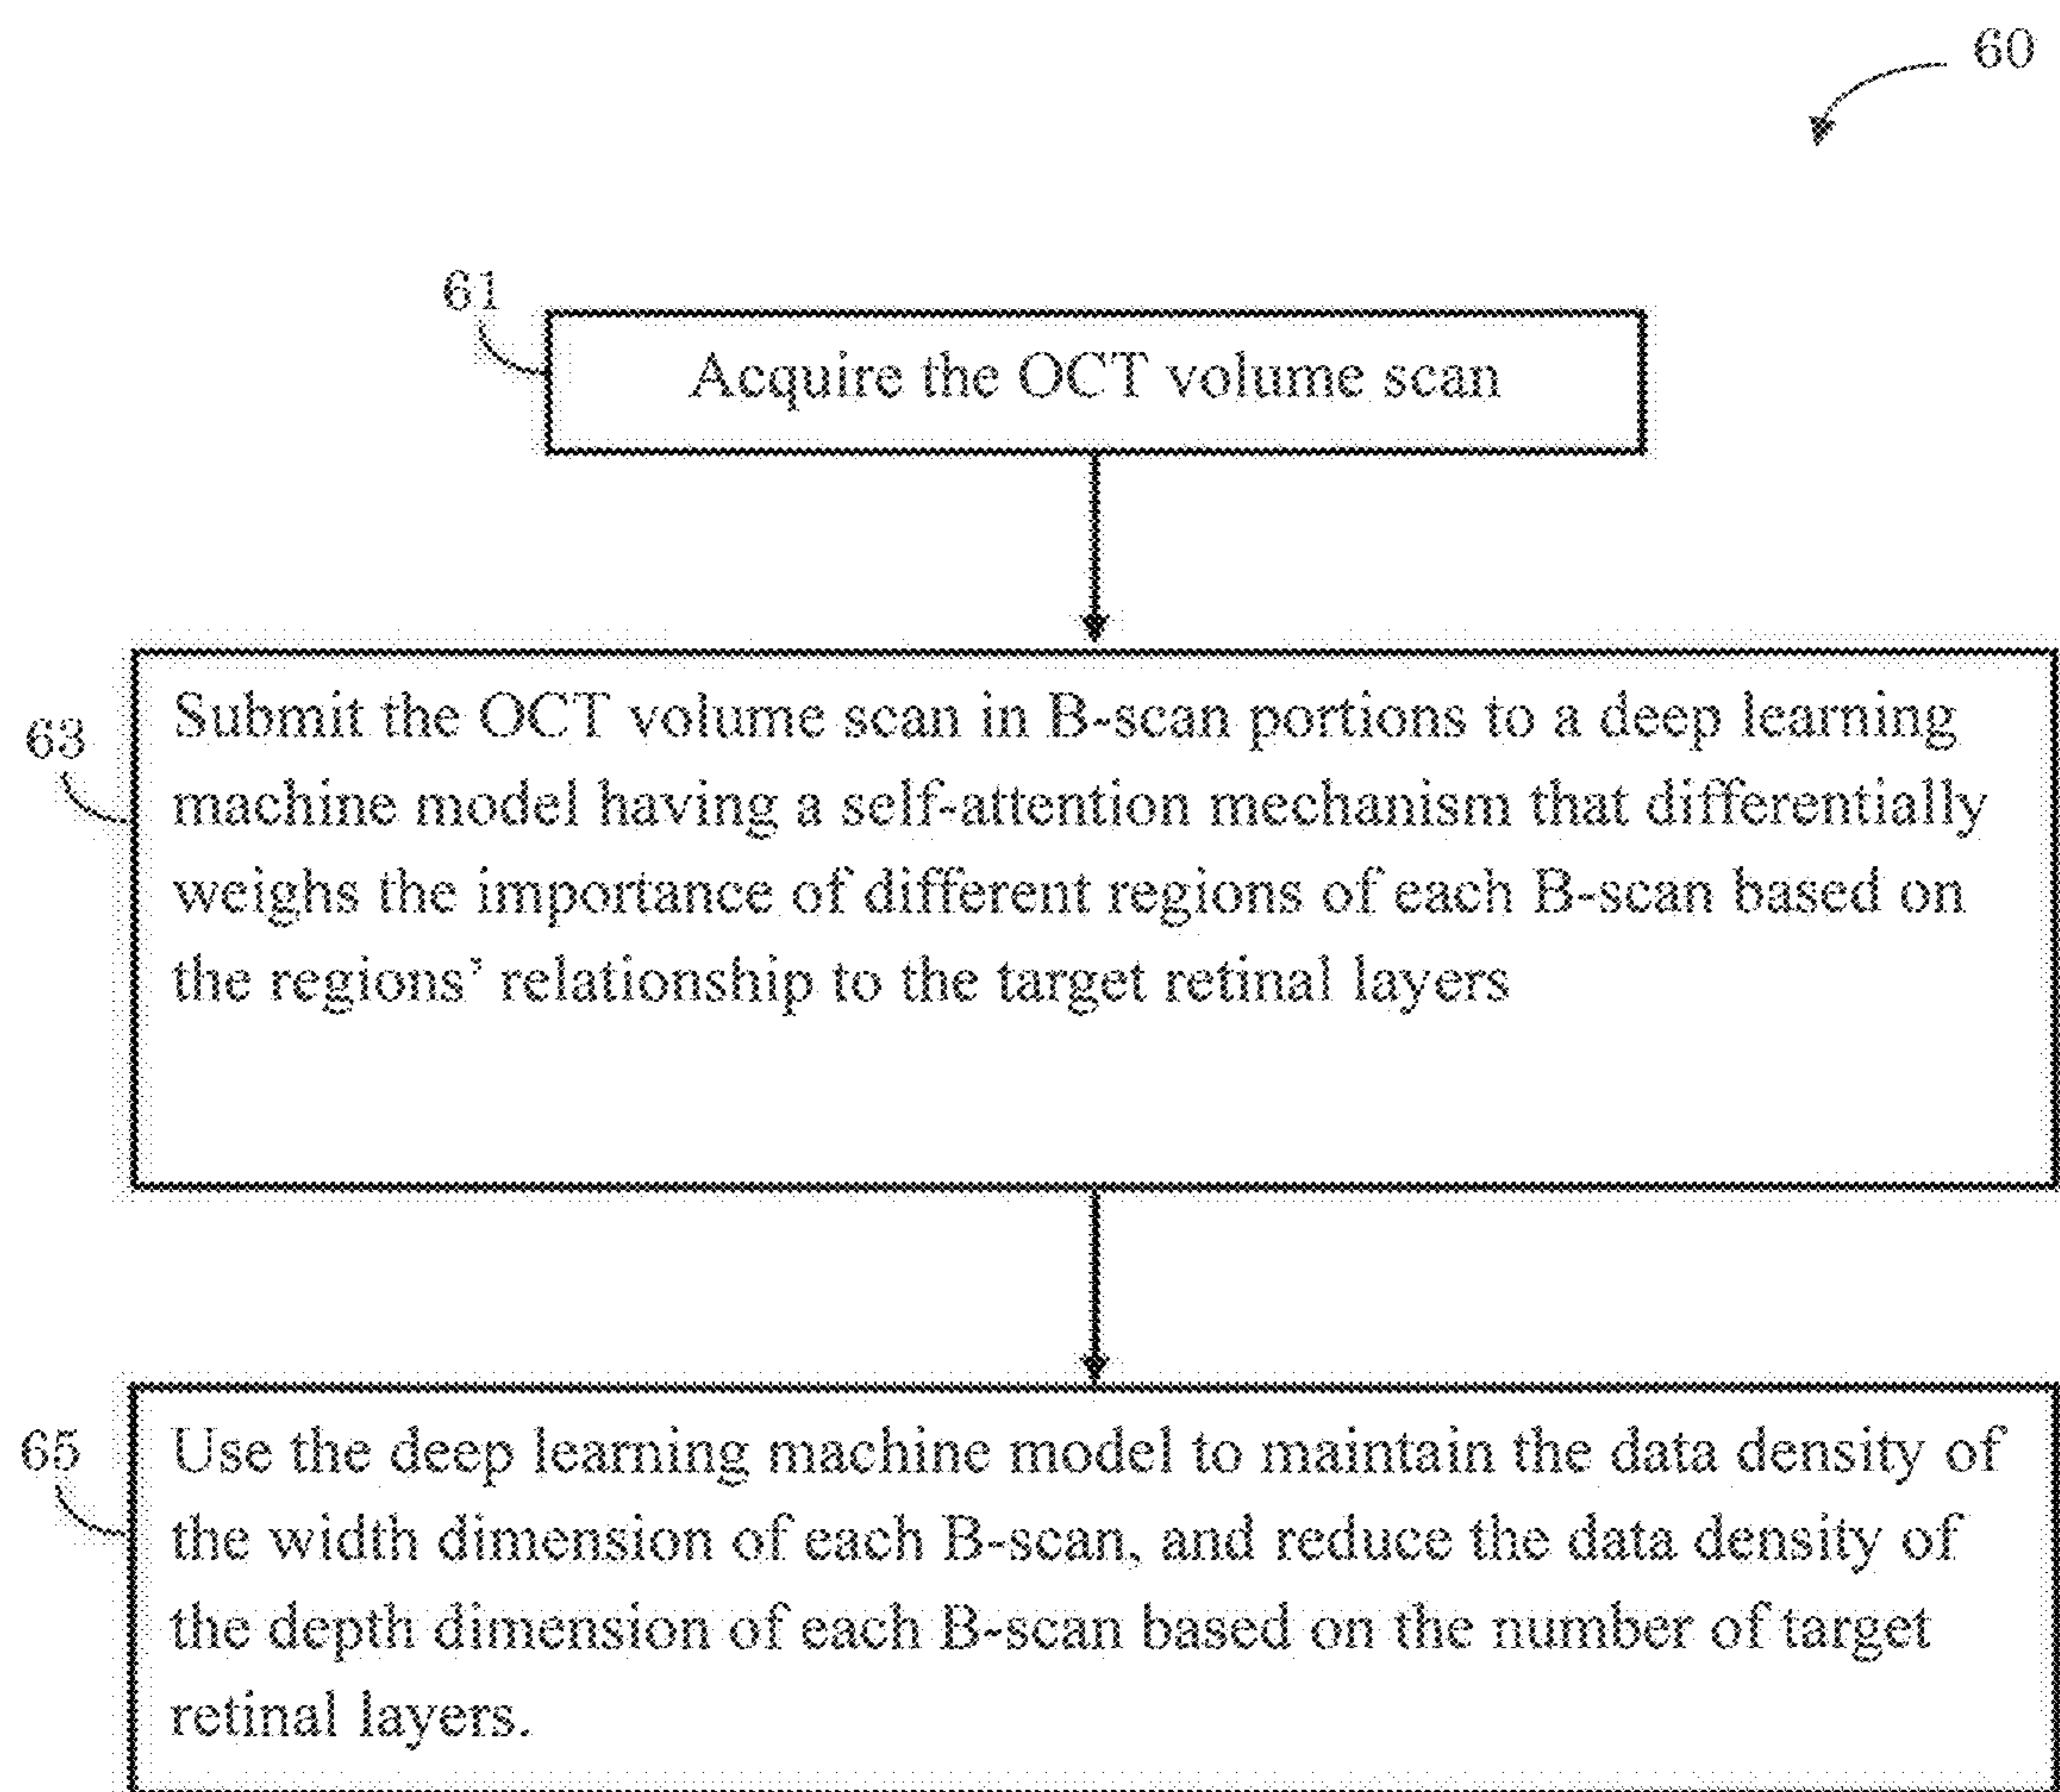 60
61
Acquire the OCT volume scan
63
Submit the OCT volume scan in B-scan portions to a deep learning
machine model having a self-attention mechanism that differentially
weighs the importance of different regions of each B-scan based on
the regions’ relationship to the target retinal layers
65
Use the deep learning machine model to maintain the data density of
the width dimension of each B-scan, and reduce the data density of
the depth dimension of each B-scan based on the number of target
retinal layers.